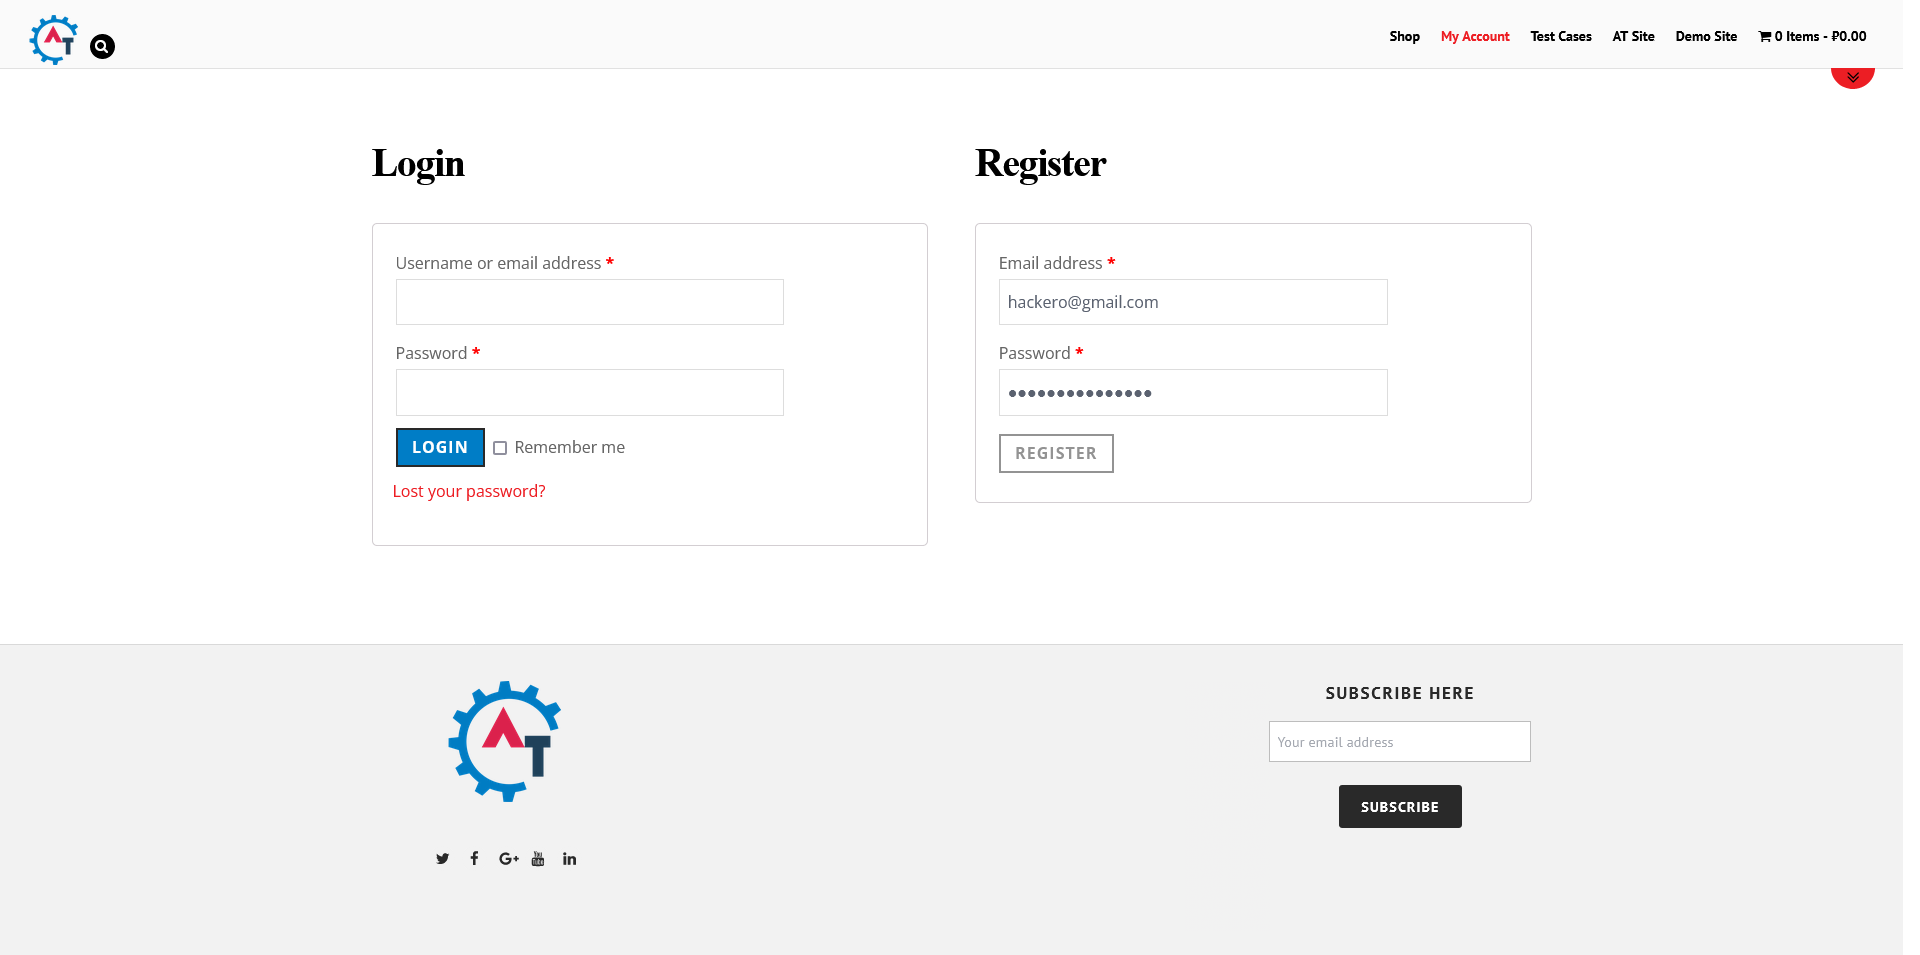 Shop My Account Test Cases AT Site Demo Site 0 Items - ₽0.00
Login
Username or email address *
Password *
LOGIN Remember me
Lost your password?
Register
Email address *
hackero@gmail.com
Password *
•••••••••••••••
REGISTER
AT
SUBSCRIBE HERE
Your email address
SUBSCRIBE